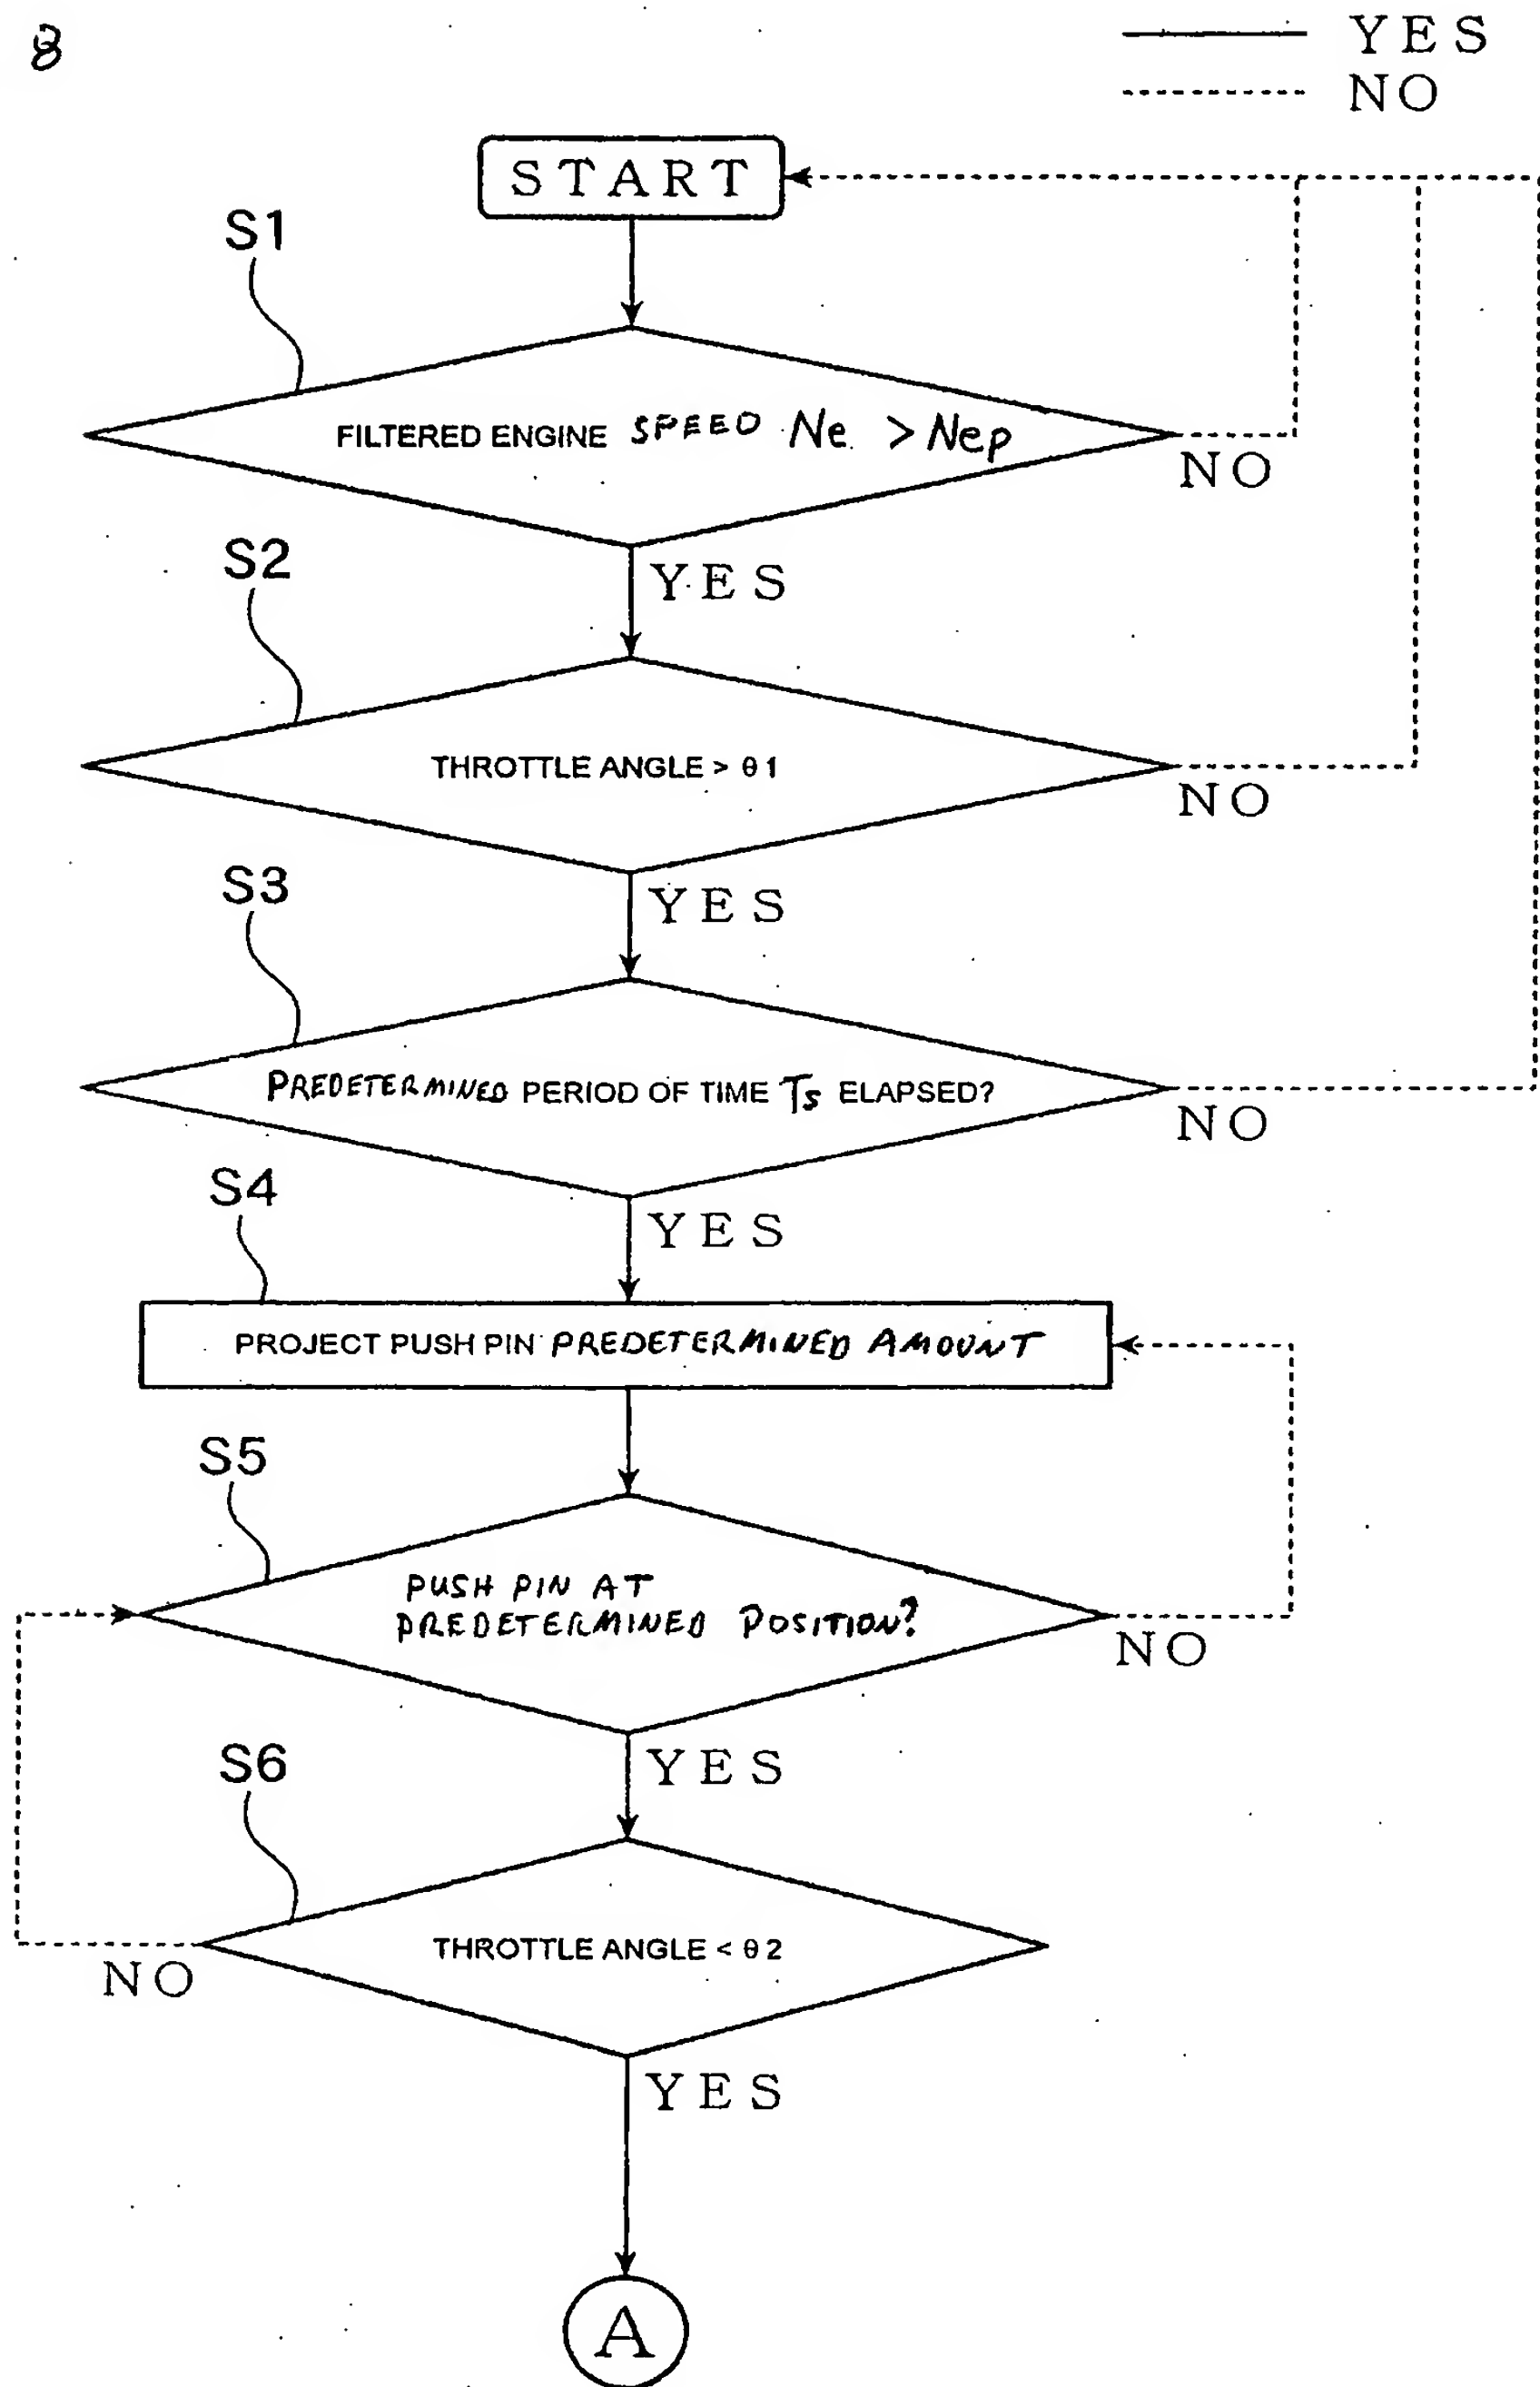 8
YES
NO
START
S1
FILTERED ENGINE SPEED Ne > Nep
NO
YES
S2
THROTTLE ANGLE > θ1
NO
YES
S3
PREDETERMINED PERIOD OF TIME Ts ELAPSED?
NO
YES
S4
PROJECT PUSH PIN PREDETERMINED AMOUNT
S5
PUSH PIN AT
PREDETERMINED POSITION?
NO
YES
S6
THROTTLE ANGLE < θ2
NO
YES
A